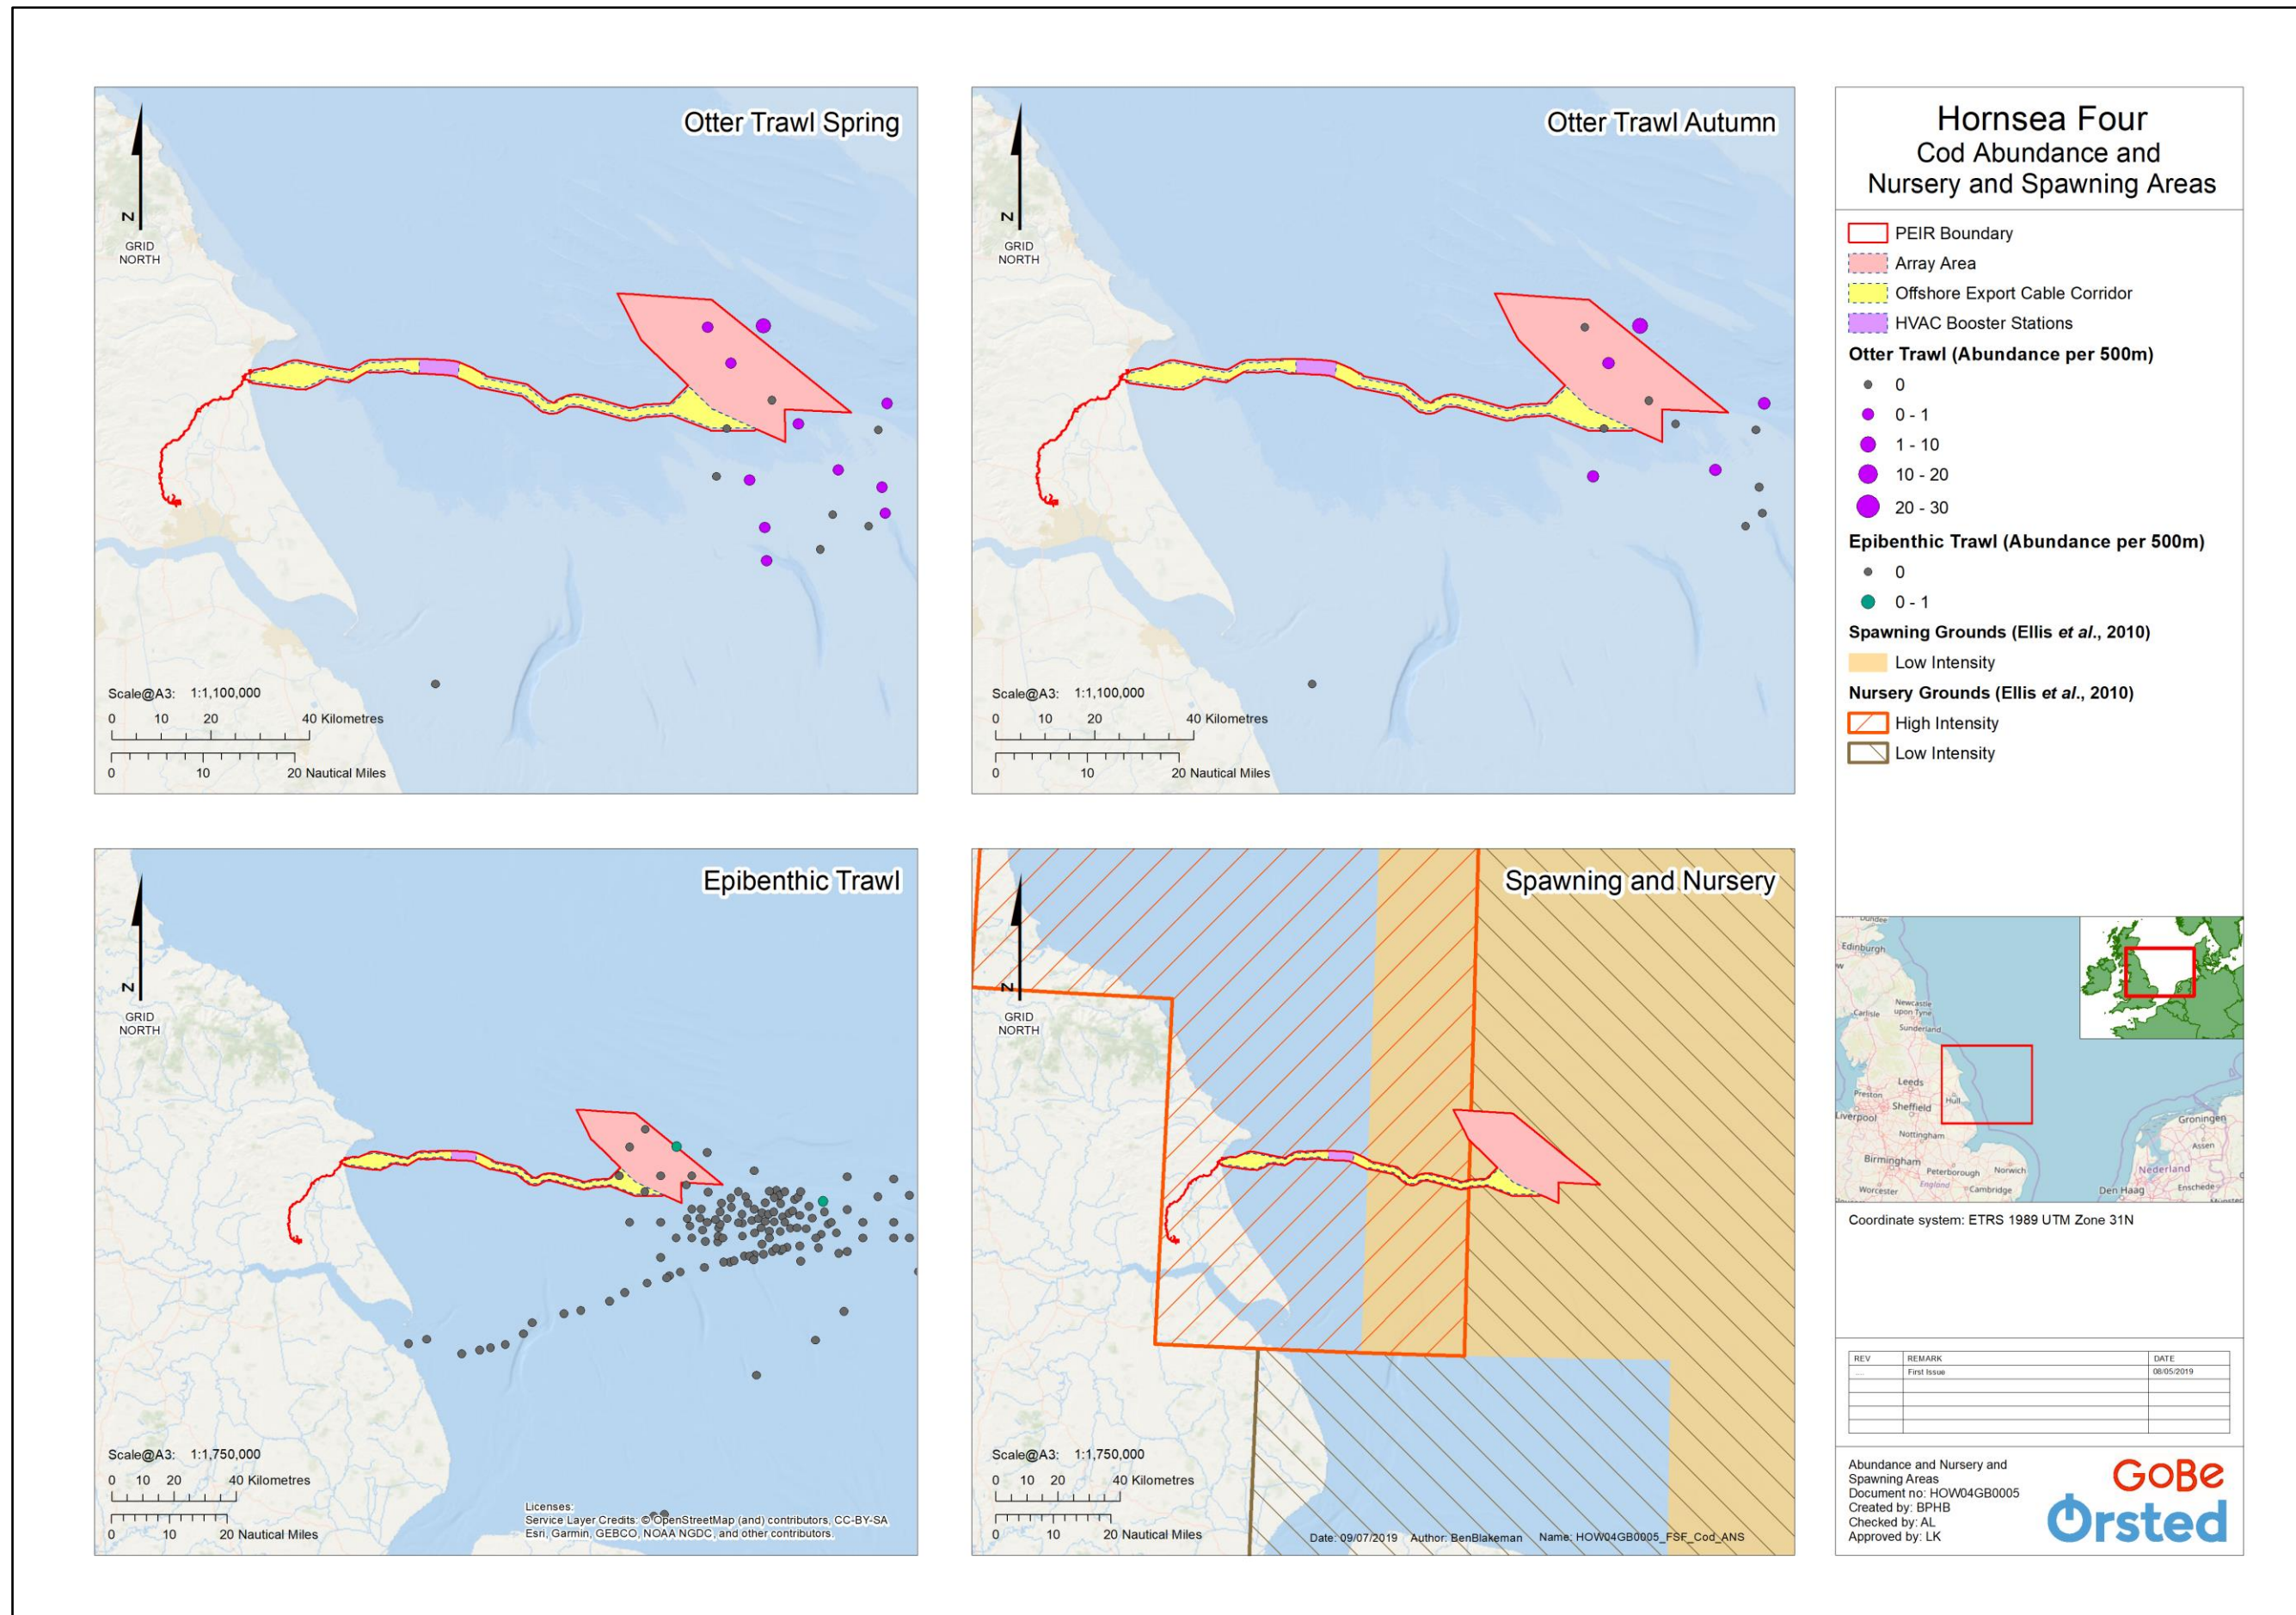 Otter Trawl Spring
N
GRID
NORTH
Scale@A3: 1:1,100,000
0 10 20 40 Kilometres
0 10 20 Nautical Miles
Otter Trawl Autumn
N
GRID
NORTH
Scale@A3: 1:1,100,000
0 10 20 40 Kilometres
0 10 20 Nautical Miles
Epibenthic Trawl
N
GRID
NORTH
Scale@A3: 1:1,750,000
0 10 20 40 Kilometres
0 10 20 Nautical Miles
Licenses:
Service Layer Credits: © OpenStreetMap (and) contributors, CC-BY-SA
Esri, Garmin, GEBCO, NOAA NGDC, and other contributors.
Spawning and Nursery
N
GRID
NORTH
Scale@A3: 1:1,750,000
0 10 20 40 Kilometres
0 10 20 Nautical Miles
Date: 09/07/2019 Author: BenBlakeman Name: HOW04GB0005_FSF_Cod_ANS
Hornsea Four
Cod Abundance and
Nursery and Spawning Areas
PEIR Boundary
Array Area
Offshore Export Cable Corridor
HVAC Booster Stations
Otter Trawl (Abundance per 500m)
0
0 - 1
1 - 10
10 - 20
20 - 30
Epibenthic Trawl (Abundance per 500m)
0
0 - 1
Spawning Grounds (Ellis et al., 2010)
Low Intensity
Nursery Grounds (Ellis et al., 2010)
High Intensity
Low Intensity
Dundee
Edinburgh
Newcastle
upon Tyne
Carlisle
Sunderland
Leeds
Preston
Hull
Liverpool
Sheffield
Nottingham
Birmingham
Peterborough
Norwich
England
Worcester
Cambridge
Groningen
Assen
Nederland
Den Haag
Enschede
Coordinate system: ETRS 1989 UTM Zone 31N
REV REMARK DATE
.... First Issue 08/05/2019
Abundance and Nursery and
Spawning Areas
Document no: HOW04GB0005
Created by: BPHB
Checked by: AL
Approved by: LK
GoBe
Ørsted